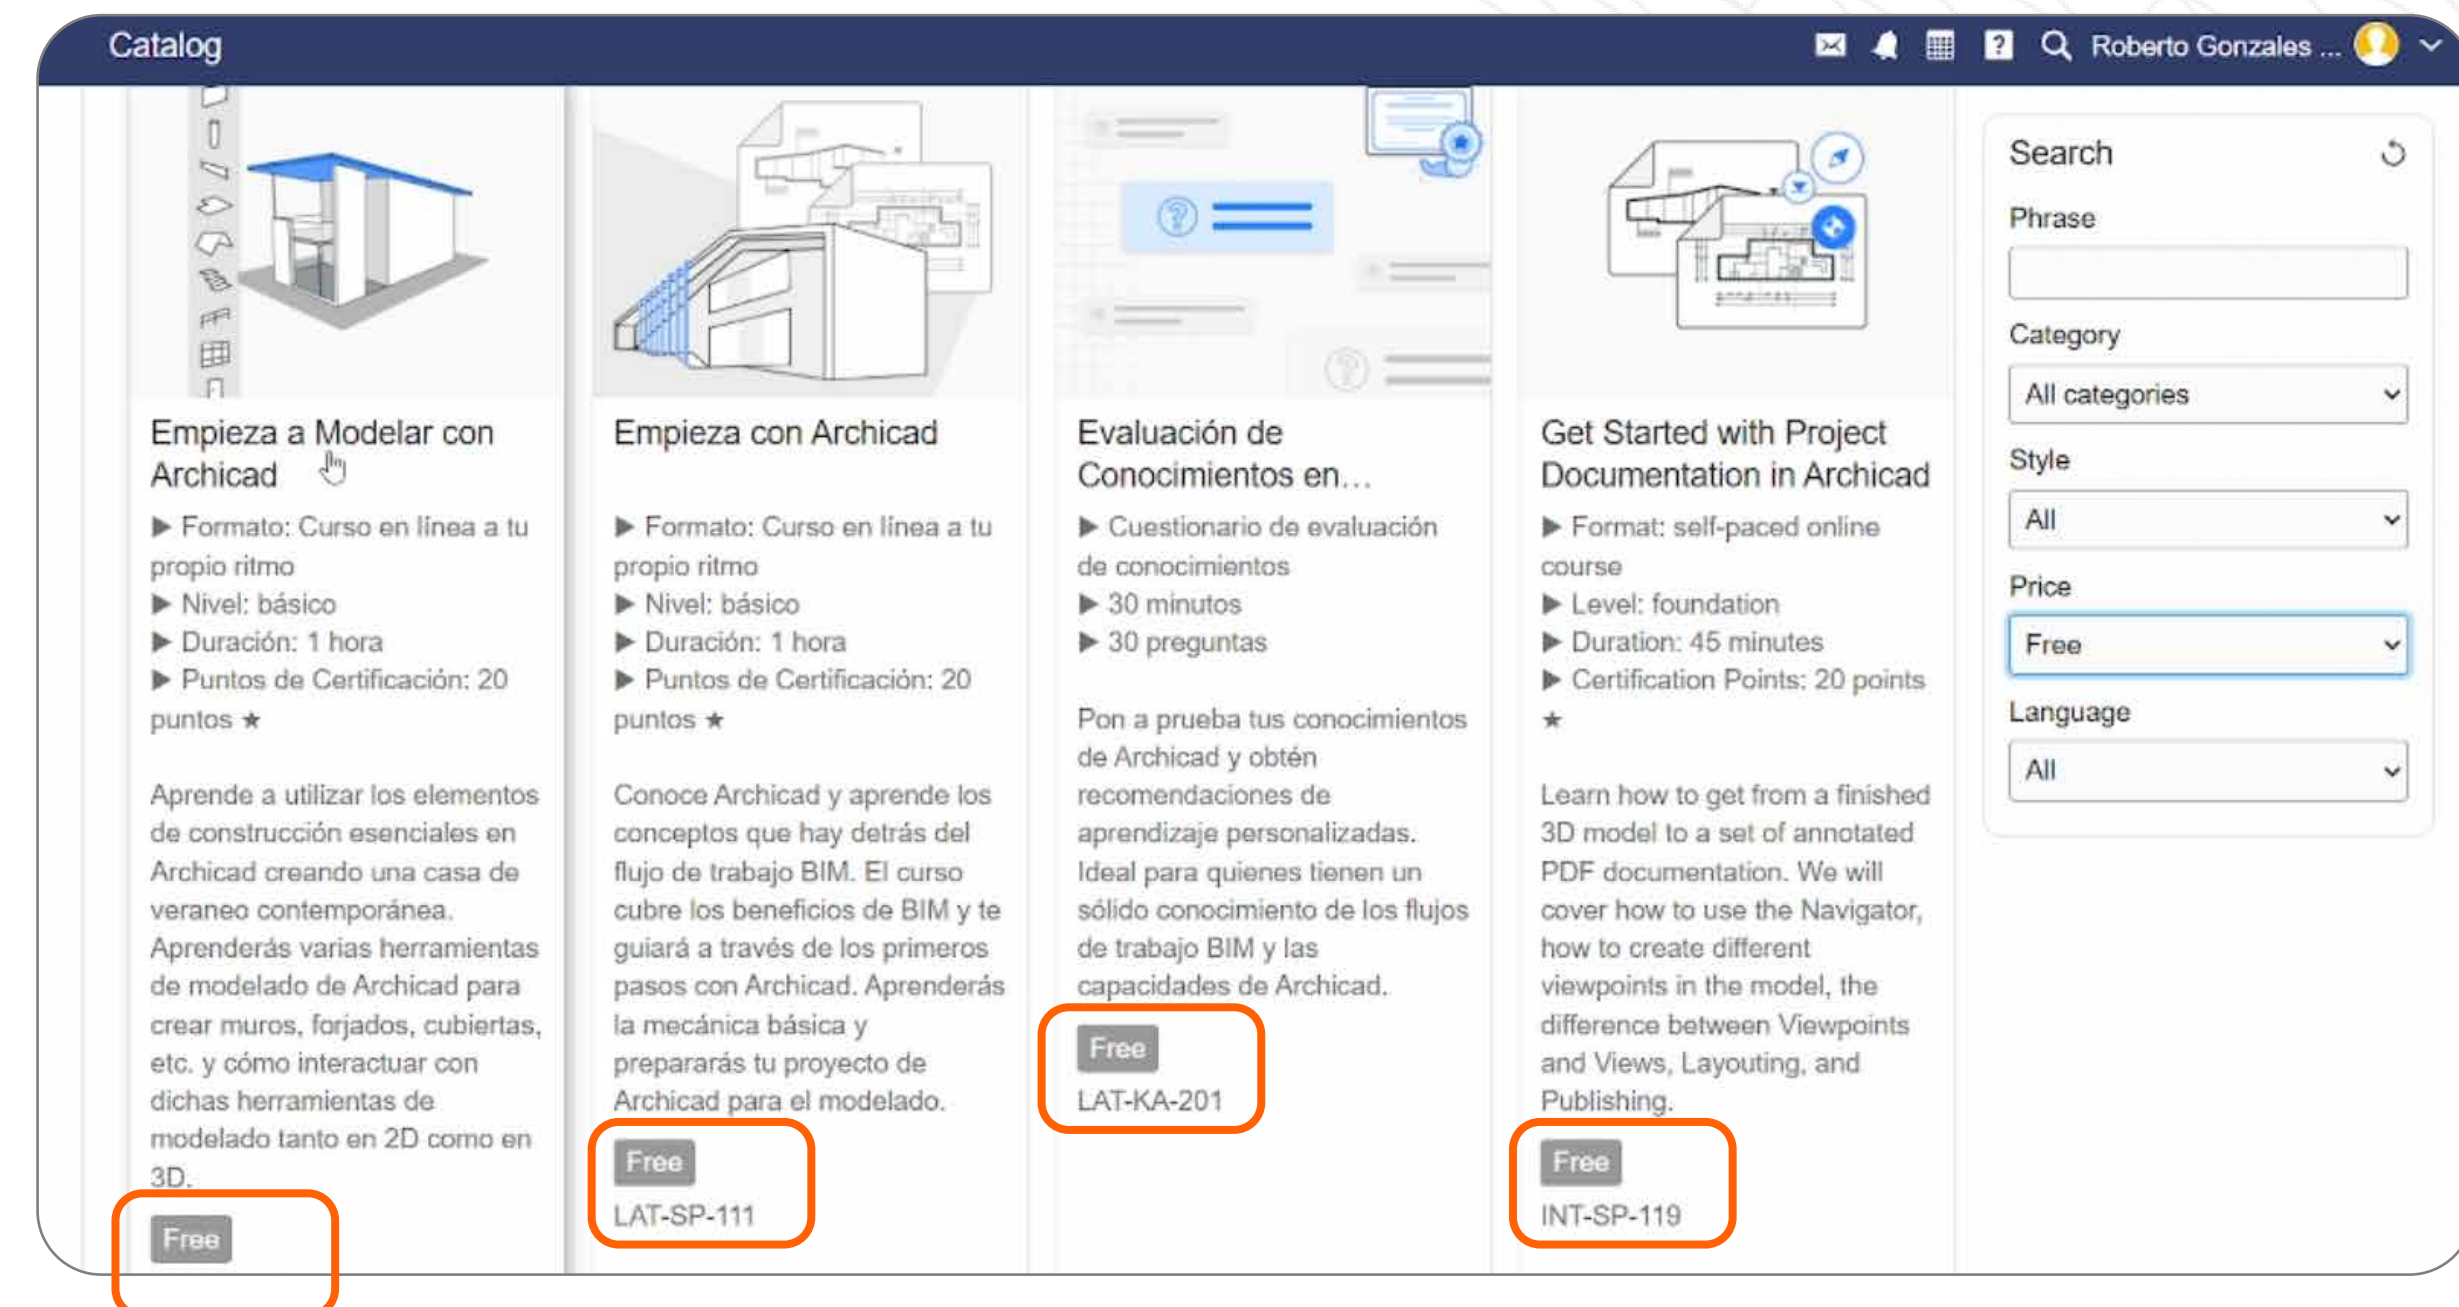 Catalog
? Roberto Gonzales ...
Empieza a Modelar con
Archicad
▶ Formato: Curso en línea a tu
propio ritmo
▶ Nivel: básico
▶ Duración: 1 hora
▶ Puntos de Certificación: 20
puntos ★
Aprende a utilizar los elementos
de construcción esenciales en
Archicad creando una casa de
veraneo contemporánea.
Aprenderás varias herramientas
de modelado de Archicad para
crear muros, forjados, cubiertas,
etc. y cómo interactuar con
dichas herramientas de
modelado tanto en 2D como en
3D.
Free
Empieza con Archicad
▶ Formato: Curso en línea a tu
propio ritmo
▶ Nivel: básico
▶ Duración: 1 hora
▶ Puntos de Certificación: 20
puntos ★
Conoce Archicad y aprende los
conceptos que hay detrás del
flujo de trabajo BIM. El curso
cubre los beneficios de BIM y te
guiará a través de los primeros
pasos con Archicad. Aprenderás
la mecánica básica y
prepararás tu proyecto de
Archicad para el modelado.
Free
LAT-SP-111
Evaluación de
Conocimientos en...
▶ Cuestionario de evaluación
de conocimientos
▶ 30 minutos
▶ 30 preguntas
Pon a prueba tus conocimientos
de Archicad y obtén
recomendaciones de
aprendizaje personalizadas.
Ideal para quienes tienen un
sólido conocimiento de los flujos
de trabajo BIM y las
capacidades de Archicad.
Free
LAT-KA-201
Get Started with Project
Documentation in Archicad
▶ Format: self-paced online
course
▶ Level: foundation
▶ Duration: 45 minutes
▶ Certification Points: 20 points
★
Learn how to get from a finished
3D model to a set of annotated
PDF documentation. We will
cover how to use the Navigator,
how to create different
viewpoints in the model, the
difference between Viewpoints
and Views, Layouting, and
Publishing.
Free
INT-SP-119
Search
Phrase
Category
All categories
Style
All
Price
Free
Language
All